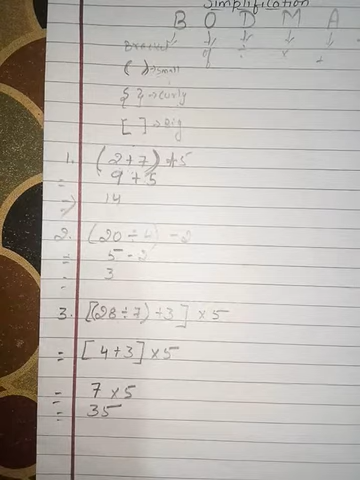 Simplification
B O D M A
Bracket of ÷ ×
( ) → small
{ } → curly
[ ] → Big
1. (2+7) +5
= 9 + 5
=> 14
2. (20 ÷ 4) - 2
= 5 - 2
= 3
3. [(28÷7) +3] × 5
= [4+3] ×5
= 7 ×5
= 35